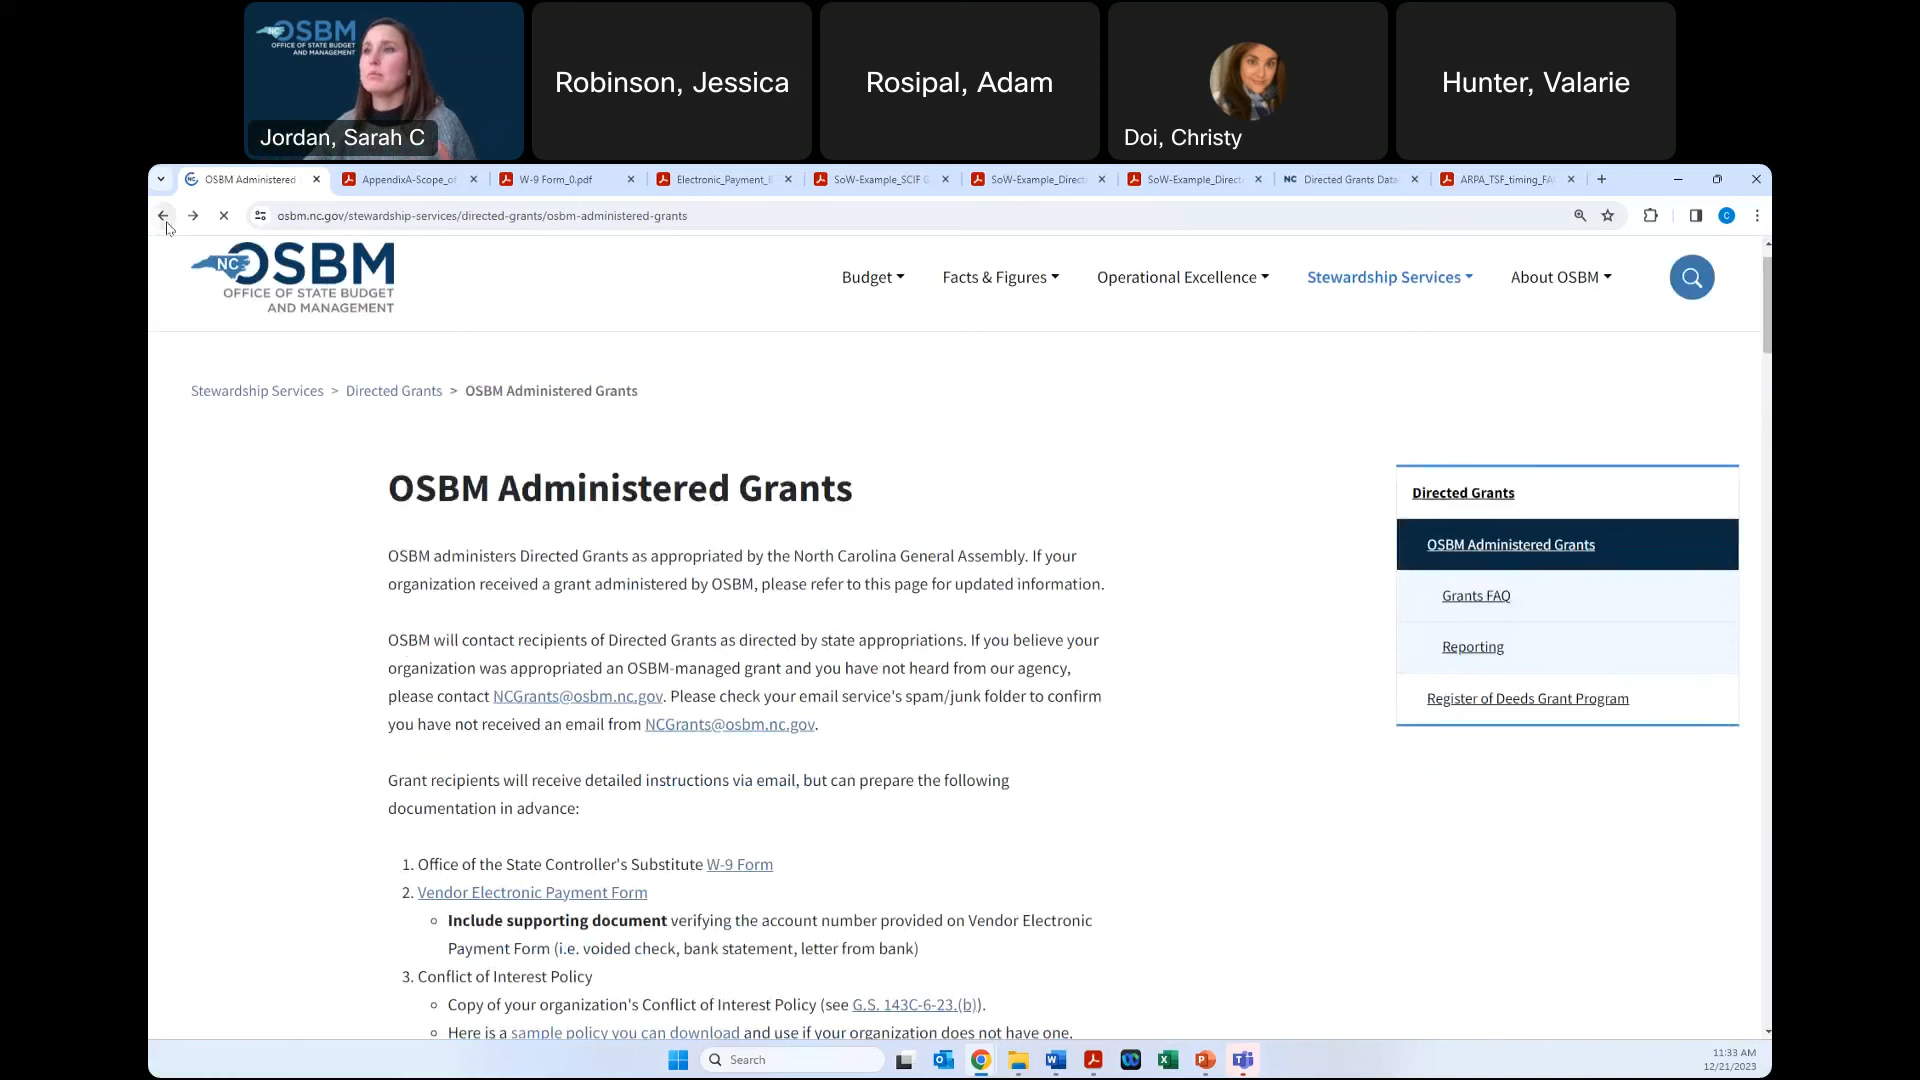 NC OSBM
OFFICE OF STATE BUDGET
AND MANAGEMENT
Jordan, Sarah C
Robinson, Jessica
Rosipal, Adam
Doi, Christy
Hunter, Valarie
OSBM Administered
AppendixA-Scope_of
W-9 Form_0.pdf
Electronic_Payment_
SoW-Example_SCIF
SoW-Example_Direct
SoW-Example_Direct
NC Directed Grants Data
ARPA_TSF_timing_FA
osbm.nc.gov/stewardship-services/directed-grants/osbm-administered-grants
C
NC OSBM
OFFICE OF STATE BUDGET
AND MANAGEMENT
Budget
Facts & Figures
Operational Excellence
Stewardship Services
About OSBM
Stewardship Services > Directed Grants > OSBM Administered Grants
OSBM Administered Grants
OSBM administers Directed Grants as appropriated by the North Carolina General Assembly. If your
organization received a grant administered by OSBM, please refer to this page for updated information.
OSBM will contact recipients of Directed Grants as directed by state appropriations. If you believe your
organization was appropriated an OSBM-managed grant and you have not heard from our agency,
please contact NCGrants@osbm.nc.gov. Please check your email service's spam/junk folder to confirm
you have not received an email from NCGrants@osbm.nc.gov.
Grant recipients will receive detailed instructions via email, but can prepare the following
documentation in advance:
1. Office of the State Controller's Substitute W-9 Form
2. Vendor Electronic Payment Form
Include supporting document verifying the account number provided on Vendor Electronic
Payment Form (i.e. voided check, bank statement, letter from bank)
3. Conflict of Interest Policy
Copy of your organization's Conflict of Interest Policy (see G.S. 143C-6-23.(b)).
Here is a sample policy you can download and use if your organization does not have one.
Directed Grants
OSBM Administered Grants
Grants FAQ
Reporting
Register of Deeds Grant Program
Search
11:33 AM
12/21/2023